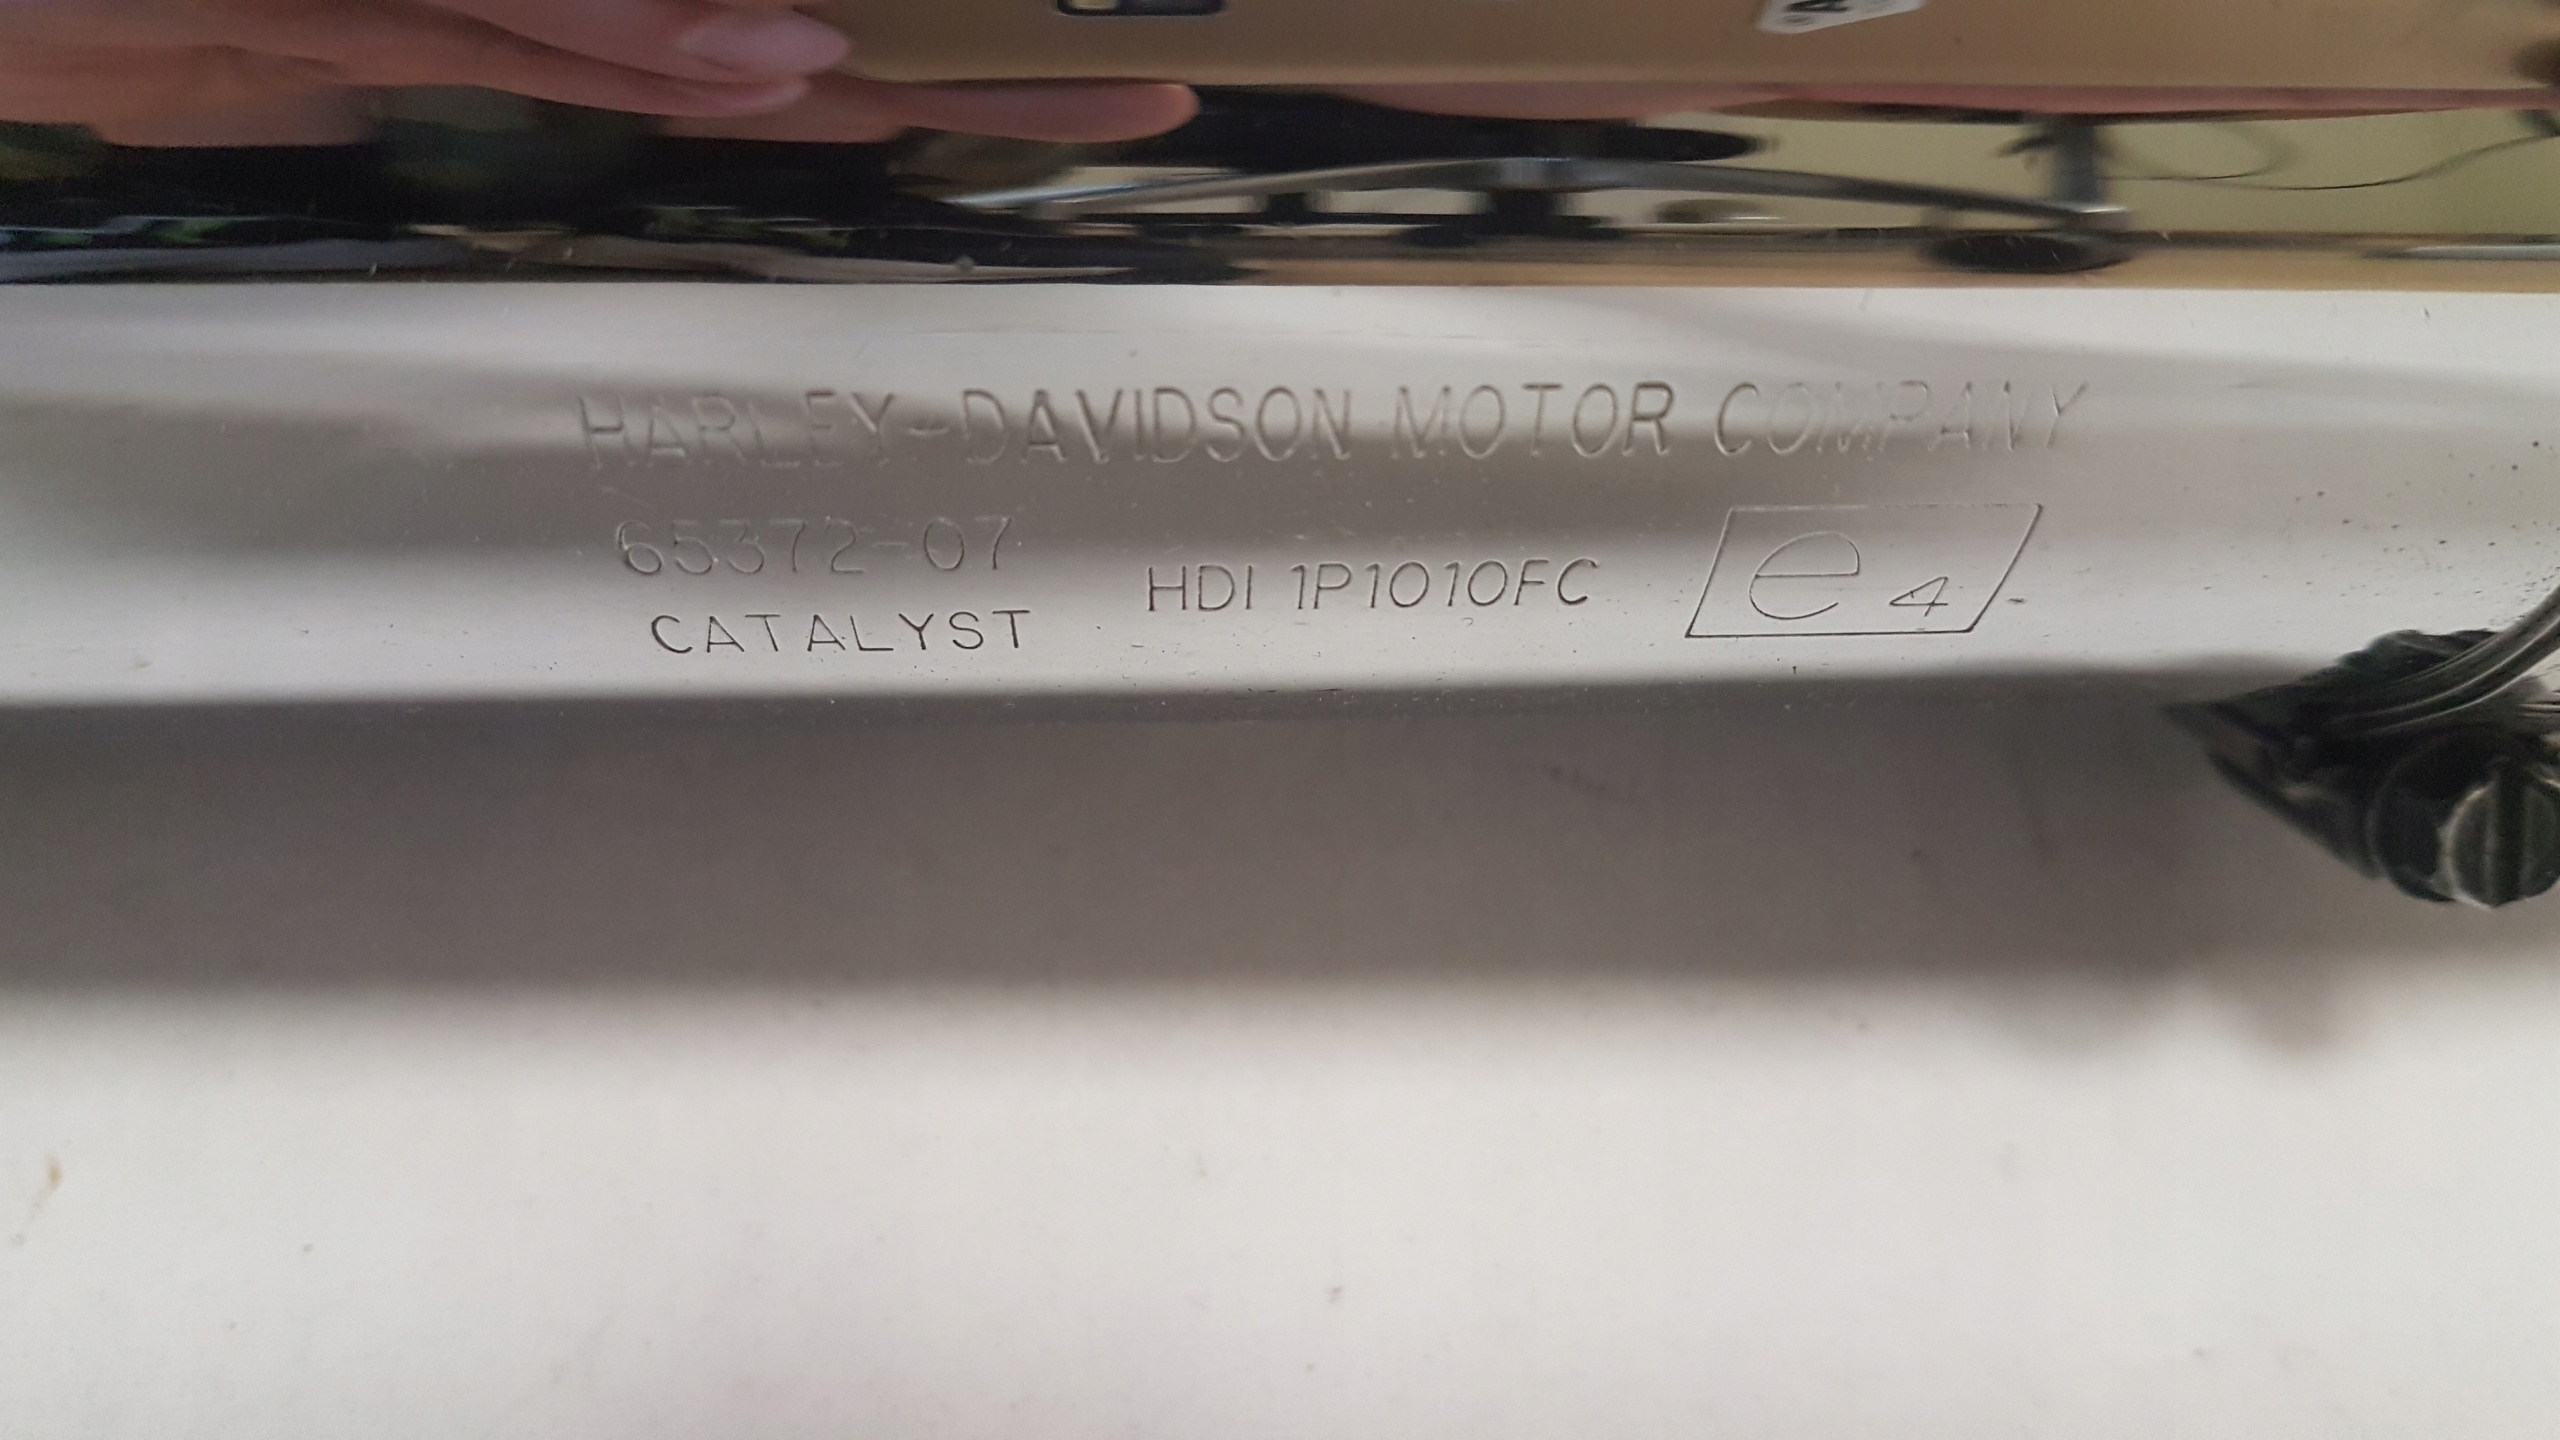 HARLEY-DAVIDSON MOTOR COMPANY
65372-07
CATALYST
HDI 1P1010FC
e4